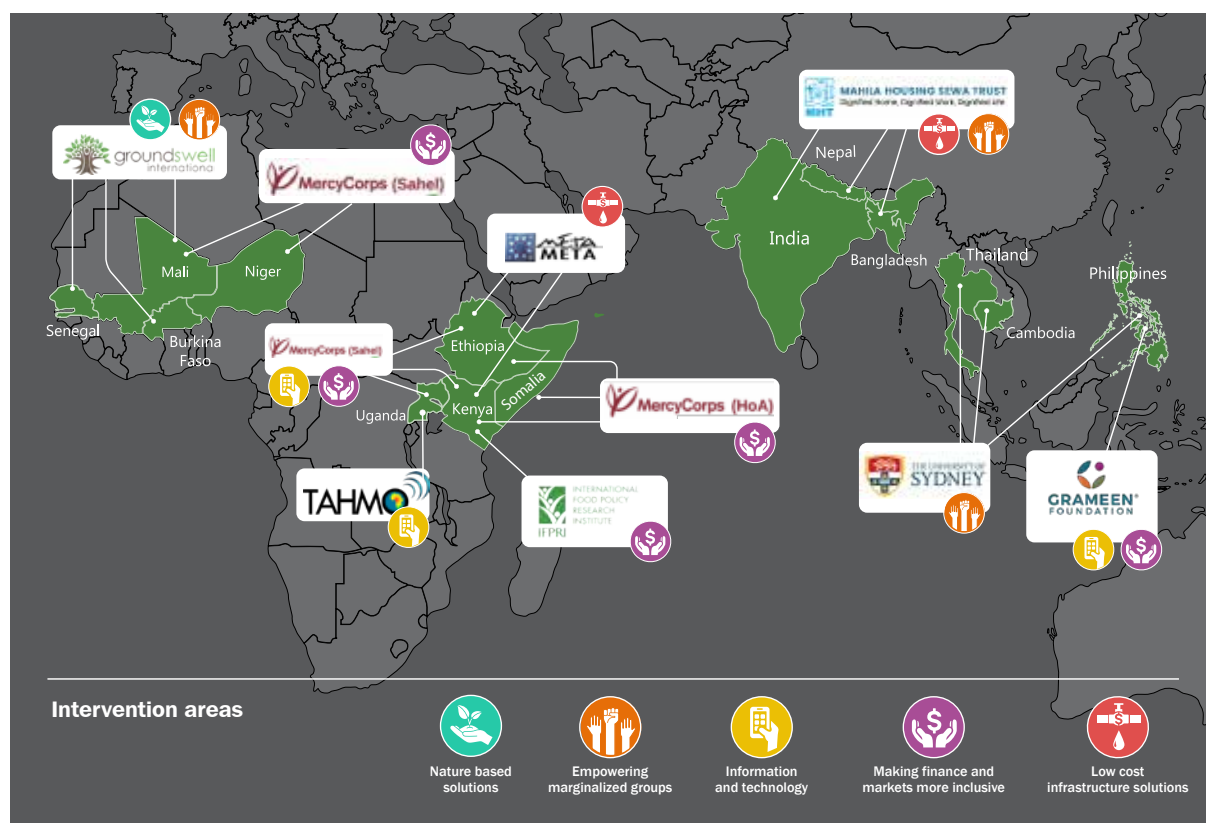 groundswell
international
MercyCorps (Sahel)
MAHILA HOUSING SEWA TRUST
Dignified Home, Dignified Work, Dignified Life
MHT
META
META
MercyCorps (Sahel)
MercyCorps (HoA)
TAHMO
INTERNATIONAL
FOOD POLICY
RESEARCH
INSTITUTE
IFPRI
THE UNIVERSITY OF
SYDNEY
GRAMEEN
FOUNDATION
Mali
Niger
Senegal
Burkina
Faso
Ethiopia
Uganda
Kenya
Somalia
Nepal
India
Bangladesh
Thailand
Cambodia
Philippines
Intervention areas
Nature based
solutions
Empowering
marginalized groups
Information
and technology
Making finance and
markets more inclusive
Low cost
infrastructure solutions